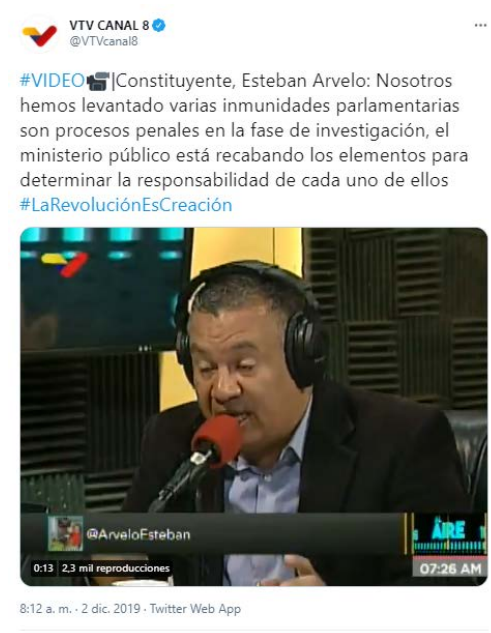 VTV CANAL 8
@VTVcanal8
#VIDEO📹|Constituyente, Esteban Arvelo: Nosotros
hemos levantado varias inmunidades parlamentarias
son procesos penales en la fase de investigación, el
ministerio público está recabando los elementos para
determinar la responsabilidad de cada uno de ellos
#LaRevoluciónEsCreación
@ArveloEsteban
AL AIRE
0:13 2,3 mil reproducciones
07:26 AM
8:12 a. m. · 2 dic. 2019 · Twitter Web App